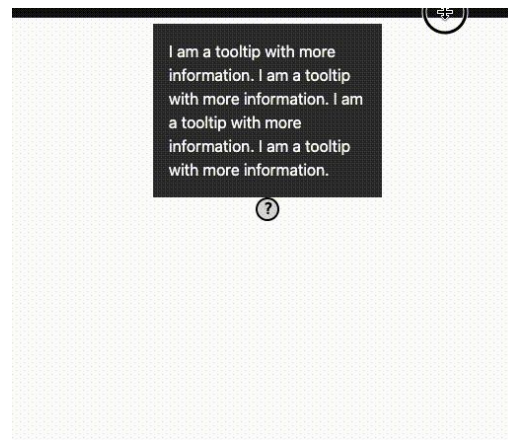 I am a tooltip with more
information. I am a tooltip
with more information. I am
a tooltip with more
information. I am a tooltip
with more information.
?